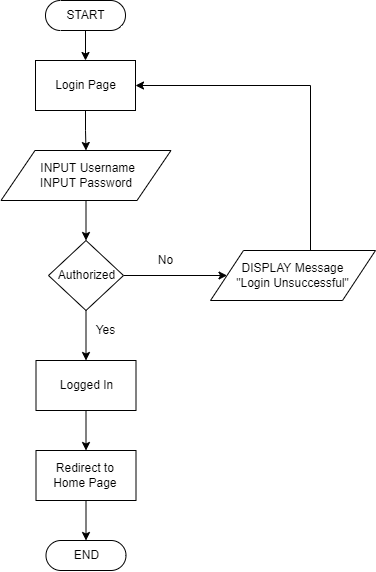 START
Login Page
INPUT Username
INPUT Password
Authorized
No
DISPLAY Message
"Login Unsuccessful"
Yes
Logged In
Redirect to
Home Page
END